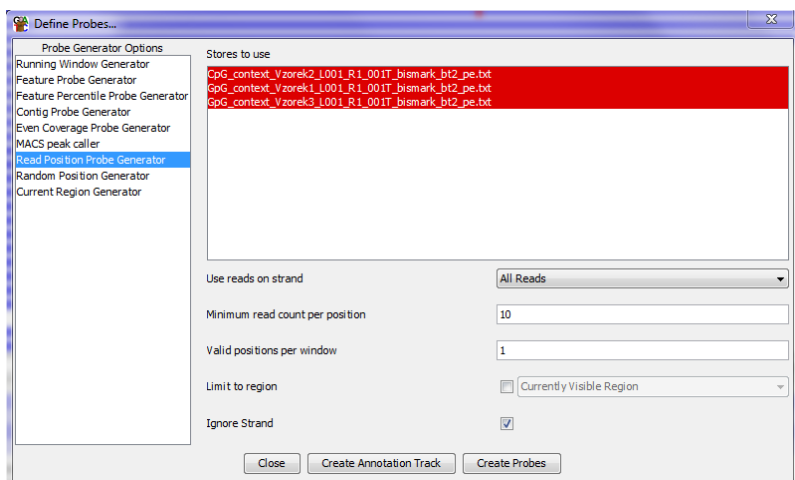 Define Probes...
Probe Generator Options
Running Window Generator
Feature Probe Generator
Feature Percentile Probe Generator
Contig Probe Generator
Even Coverage Probe Generator
MACS peak caller
Read Position Probe Generator
Random Position Generator
Current Region Generator
Stores to use
CpG_context_Vzorek2_L001_R1_001T_bismark_bt2_pe.txt
GpG_context_Vzorek1_L001_R1_001T_bismark_bt2_pe.txt
GpG_context_Vzorek3_L001_R1_001T_bismark_bt2_pe.txt
Use reads on strand All Reads
Minimum read count per position 10
Valid positions per window 1
Limit to region Currently Visible Region
Ignore Strand
Close Create Annotation Track Create Probes